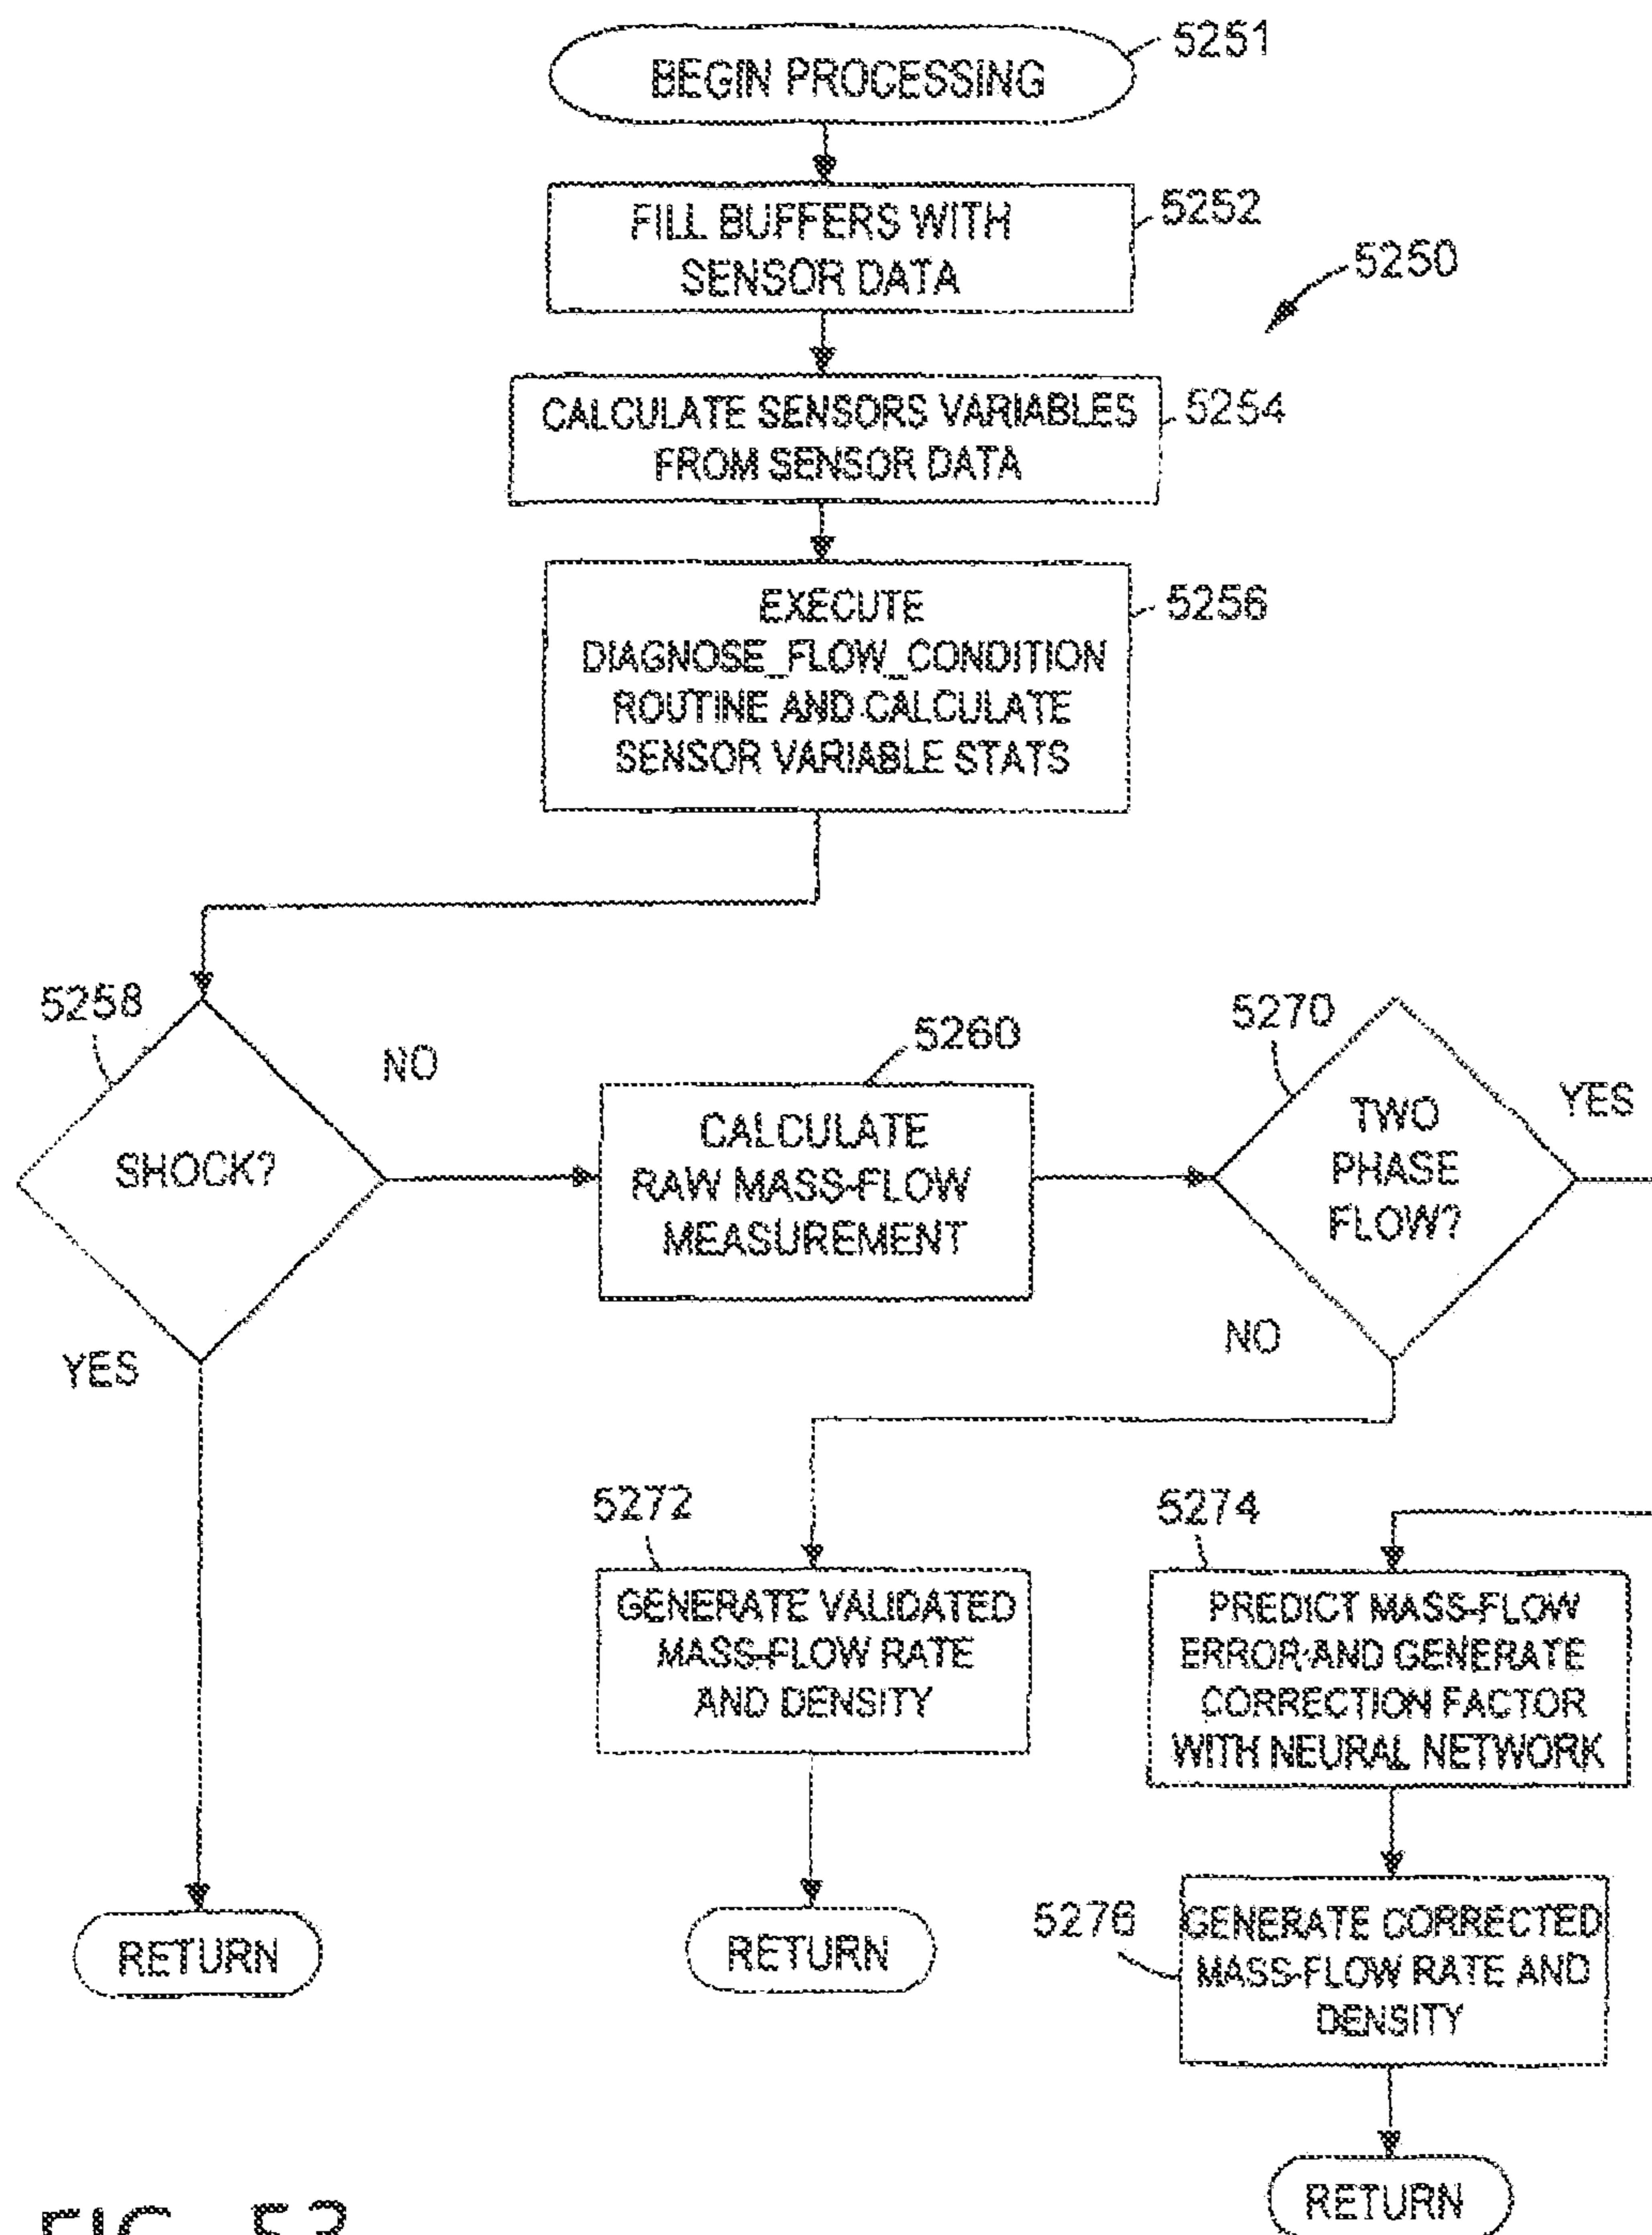 5251
BEGIN PROCESSING
5252
FILL BUFFERS WITH
SENSOR DATA
5250
5254
CALCULATE SENSORS VARIABLES
FROM SENSOR DATA
5256
EXECUTE
DIAGNOSE_FLOW_CONDITION
ROUTINE AND CALCULATE
SENSOR VARIABLE STATS
5258
SHOCK?
NO
YES
5260
CALCULATE
RAW MASS-FLOW
MEASUREMENT
5270
TWO
PHASE
FLOW?
YES
NO
5272
GENERATE VALIDATED
MASS-FLOW RATE
AND DENSITY
5274
PREDICT MASS-FLOW
ERROR AND GENERATE
CORRECTION FACTOR
WITH NEURAL NETWORK
5276
GENERATE CORRECTED
MASS-FLOW RATE AND
DENSITY
RETURN
RETURN
RETURN
FIG. 53